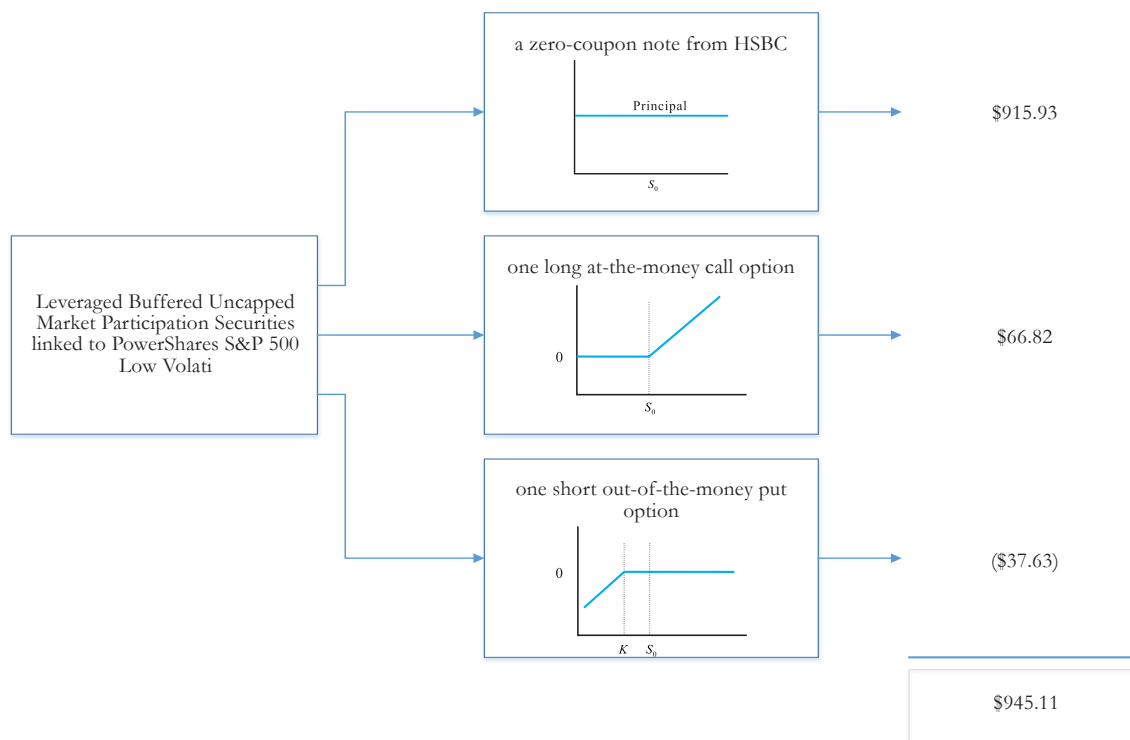 a zero-coupon note from HSBC
Principal
S₀
$915.93
Leveraged Buffered Uncapped
Market Participation Securities
linked to PowerShares S&P 500
Low Volati
one long at-the-money call option
0
S₀
$66.82
one short out-of-the-money put
option
0
K S₀
($37.63)
$945.11